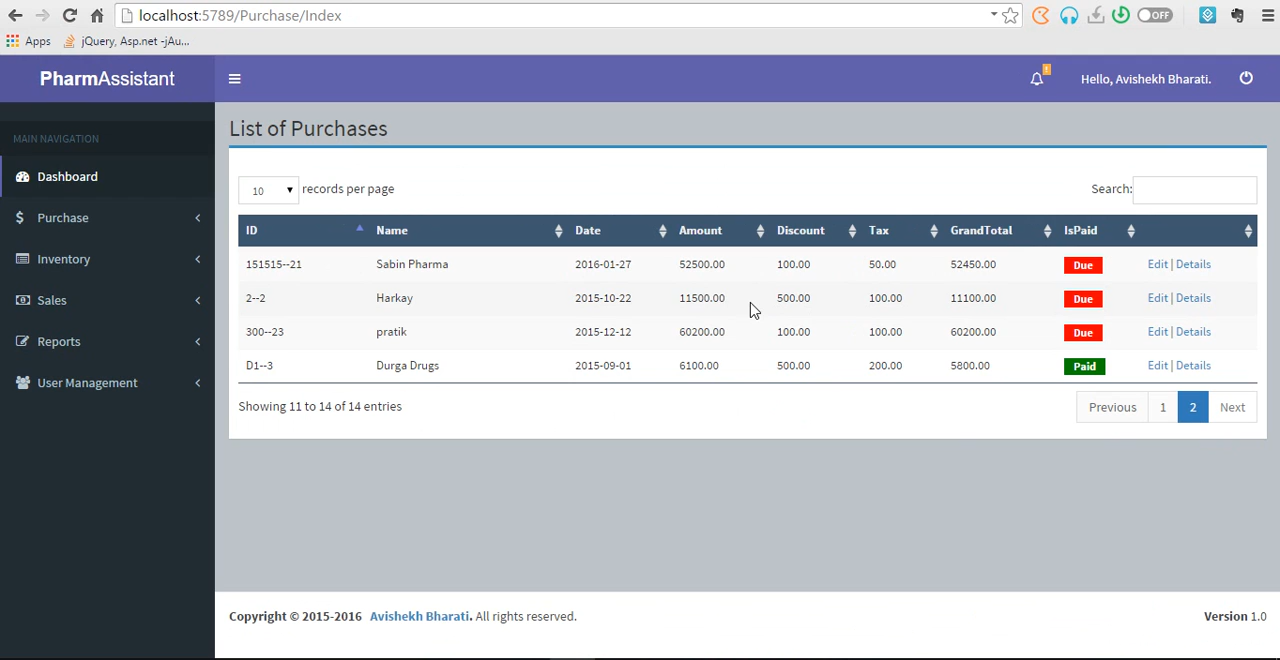 localhost:5789/Purchase/Index
OFF
Apps jQuery, Asp.net -jAu...
PharmAssistant
!
Hello, Avishekh Bharati.
MAIN NAVIGATION
Dashboard
Purchase
Inventory
Sales
Reports
User Management
List of Purchases
10 records per page Search:
ID Name Date Amount Discount Tax GrandTotal IsPaid
151515--21 Sabin Pharma 2016-01-27 52500.00 100.00 50.00 52450.00 Due Edit | Details
2--2 Harkay 2015-10-22 11500.00 500.00 100.00 11100.00 Due Edit | Details
300--23 pratik 2015-12-12 60200.00 100.00 100.00 60200.00 Due Edit | Details
D1--3 Durga Drugs 2015-09-01 6100.00 500.00 200.00 5800.00 Paid Edit | Details
Showing 11 to 14 of 14 entries Previous 1 2 Next
Copyright © 2015-2016 Avishekh Bharati. All rights reserved. Version 1.0